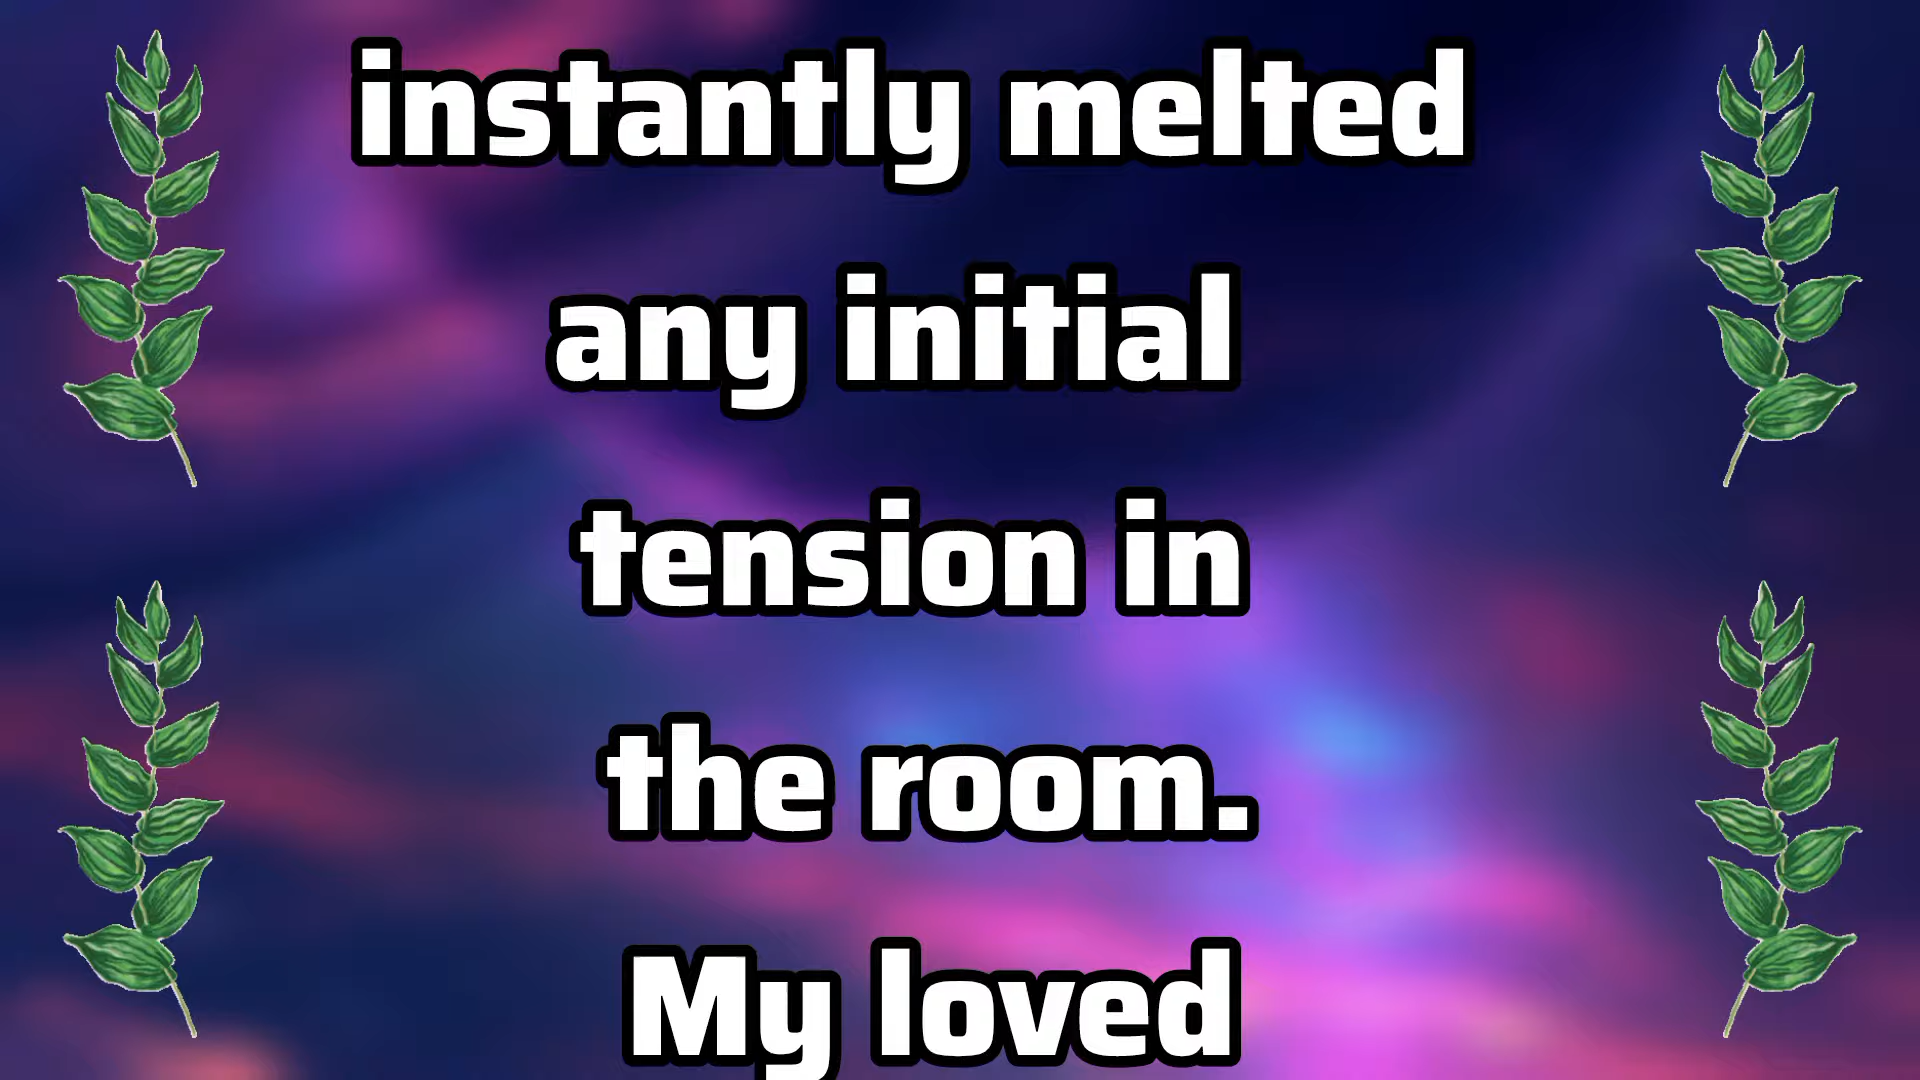 instantly melted
any initial
tension in
the room.
My loved